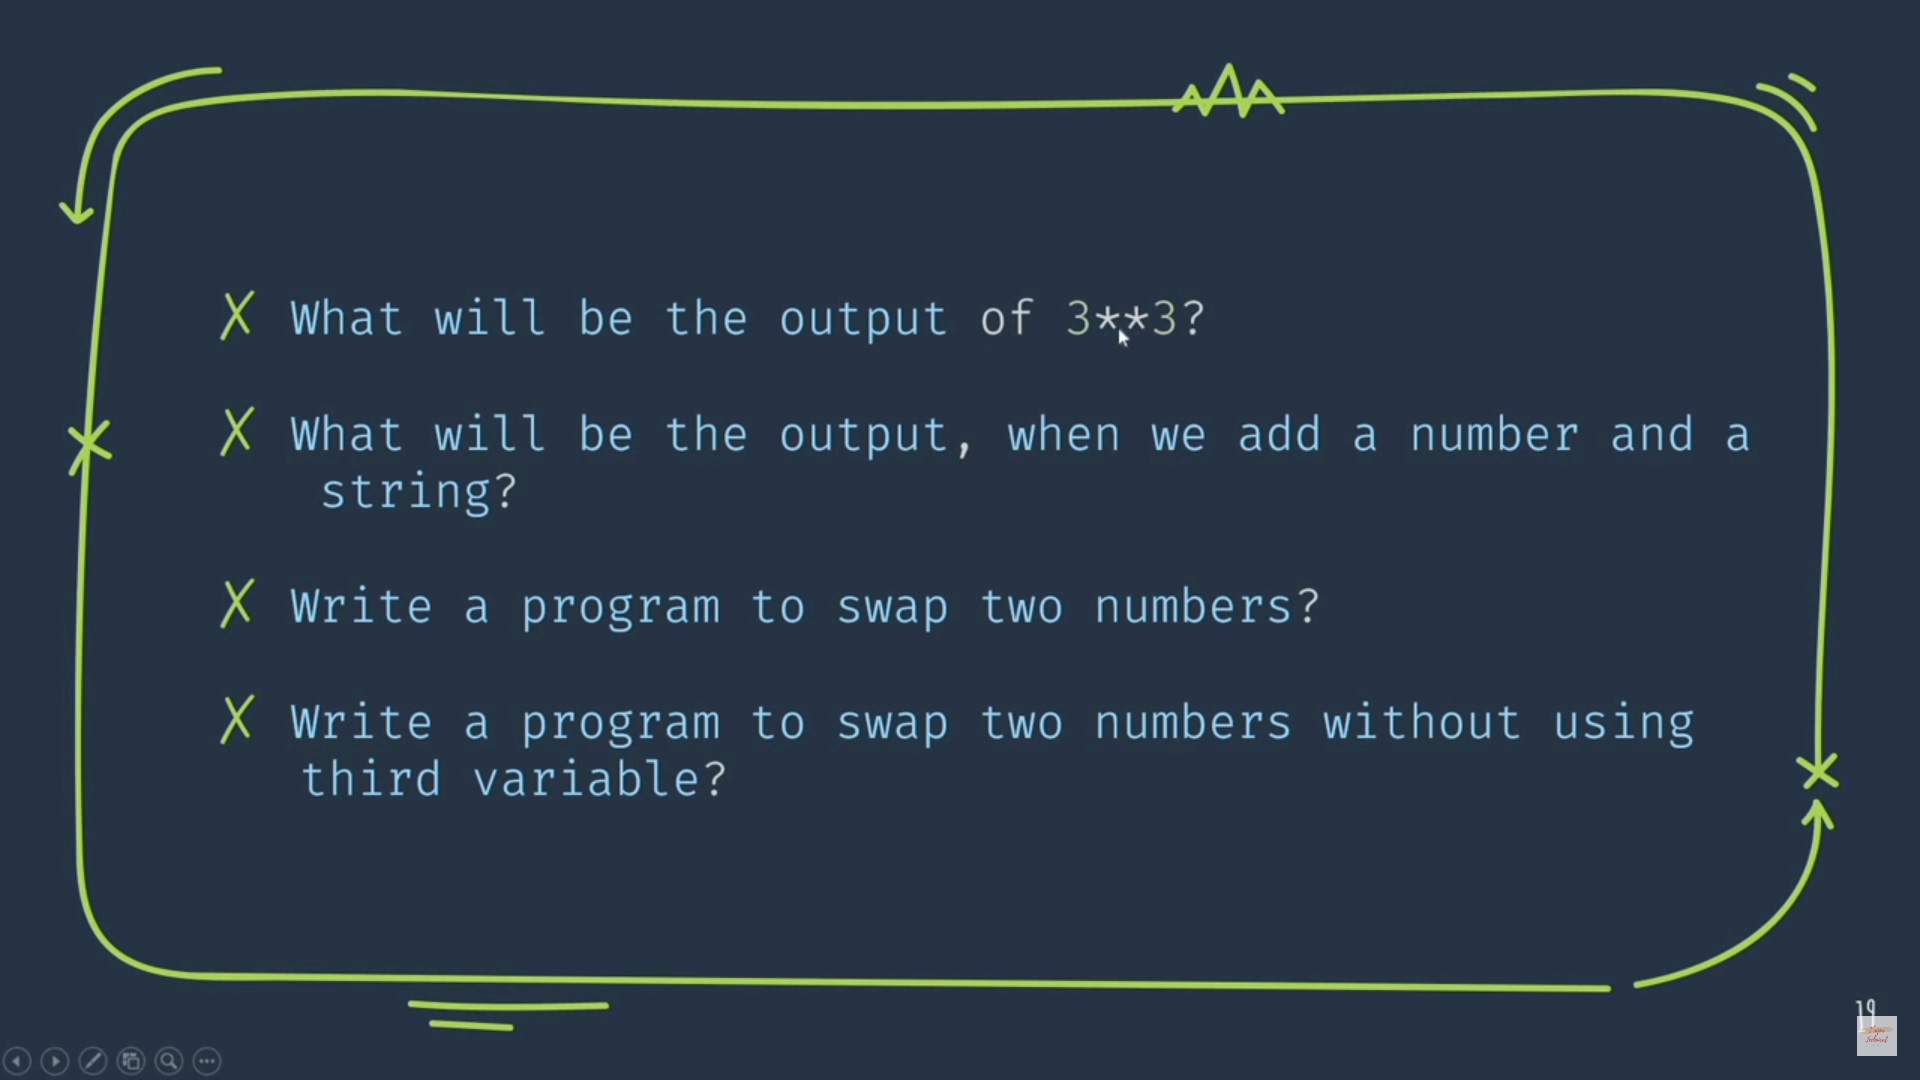 What will be the output of 3**3?
What will be the output, when we add a number and a
string?
Write a program to swap two numbers?
Write a program to swap two numbers without using
third variable?
19